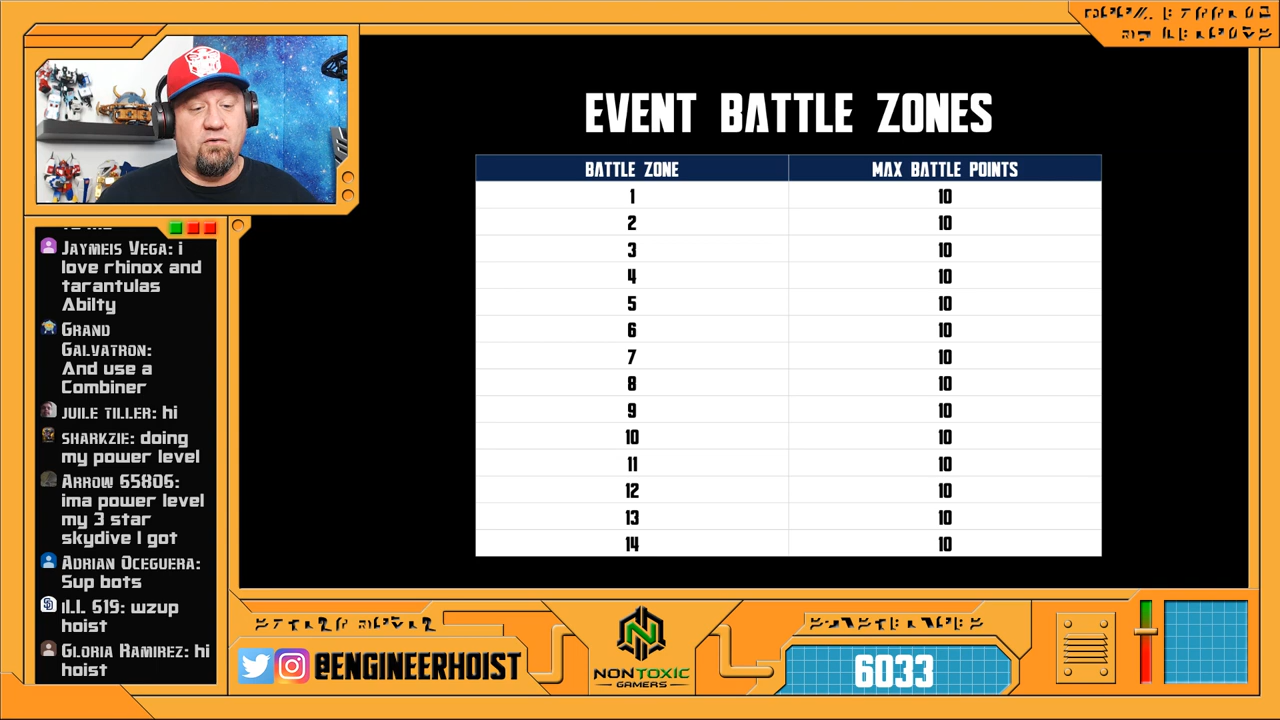 EVENT BATTLE ZONES
BATTLE ZONE MAX BATTLE POINTS
1 10
2 10
3 10
4 10
5 10
6 10
7 10
8 10
9 10
10 10
11 10
12 10
13 10
14 10
JAYMEIS VEGA: i
love rhinox and
tarantulas
Abilty
GRAND
GALVATRON:
And use a
Combiner
JUILE TILLER: hi
SHARKZIE: doing
my power level
ARROW 65806:
ima power level
my 3 star
skydive I got
ADRIAN OCEGUERA:
Sup bots
ILL 619: wzup
hoist
GLORIA RAMIREZ: hi
hoist
@ENGINEERHOIST
NONTOXIC
GAMERS
6033